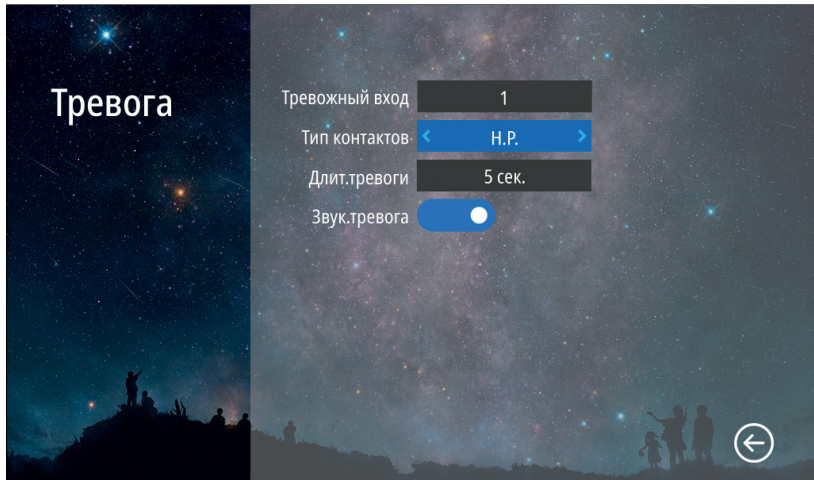 Тревога
Тревожный вход 1
Тип контактов Н.Р.
Длит.тревоги 5 сек.
Звук.тревога